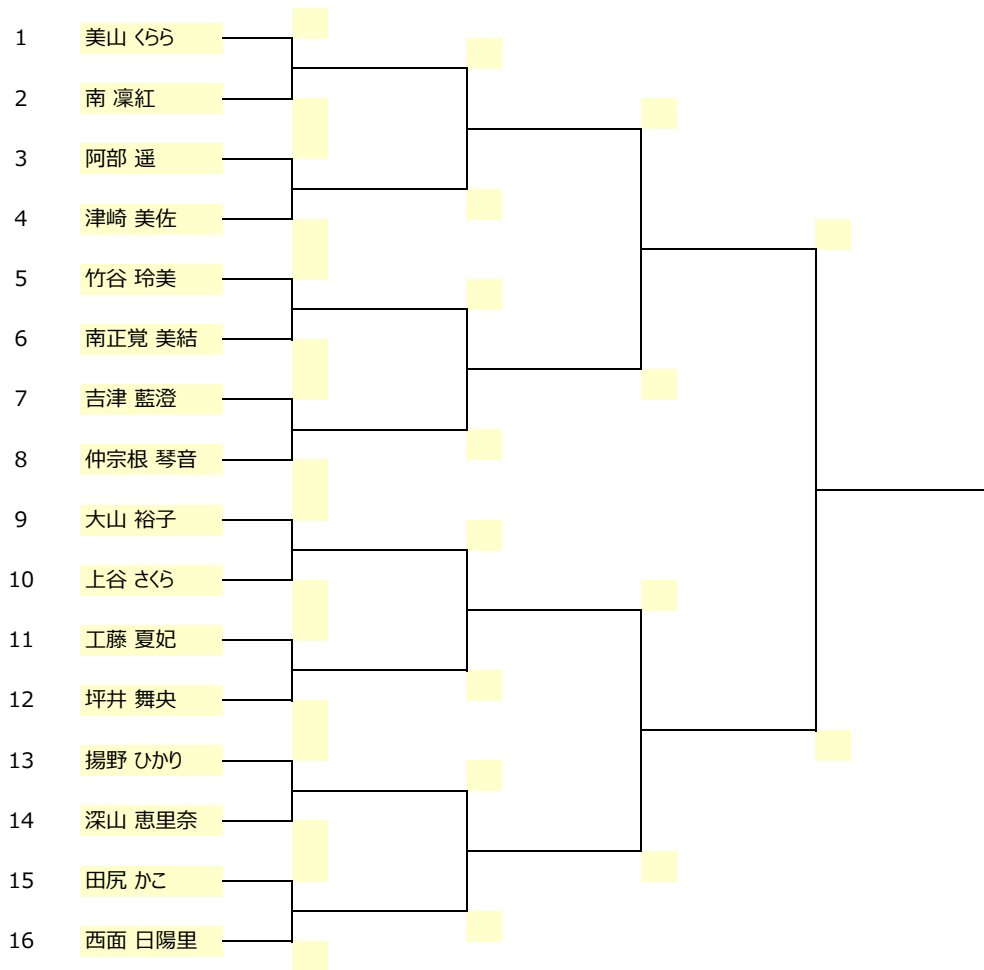 1 美山 くらら
2 南 凜紅
3 阿部 遥
4 津崎 美佐
5 竹谷 玲美
6 南正覚 美結
7 吉津 藍澄
8 仲宗根 琴音
9 大山 裕子
10 上谷 さくら
11 工藤 夏妃
12 坪井 舞央
13 揚野 ひかり
14 深山 恵里奈
15 田尻 かこ
16 西面 日陽里